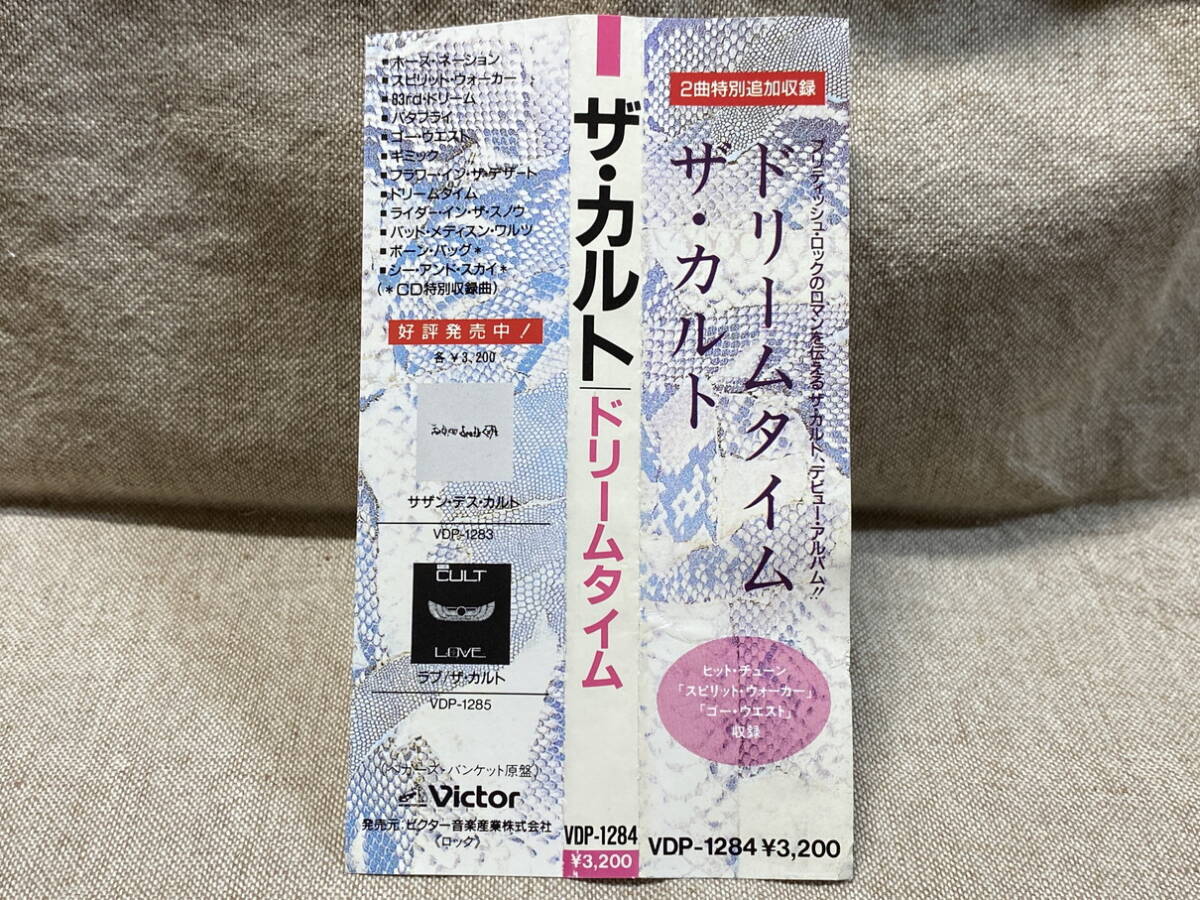 ■ホース・ネーション
■スピリット・ウォーカー
■83rd・ドリーム
■バタフライ
■ゴー・ウエスト
■ギミック
■フラワー・イン・ザ・デザート
■ドリームタイム
■ライダー・イン・ザ・スノウ
■バッド・メディスン・ワルツ
■ボーン・バッグ*
■シー・アンド・スカイ*
(*CD特別収録曲)
好評発売中!
各¥3,200
サザン・デス・カルト
VDP-1283
CULT
LOVE
ラブ/ザ・カルト
VDP-1285
(ベガーズ・バンケット原盤)
Victor
発売元:ビクター音楽産業株式会社
〈ロック〉
ザ・カルト
ドリームタイム
VDP-1284
¥3,200
2曲特別追加収録
ブリティッシュ・ロックのロマンを伝えるザ・カルト、デビュー・アルバム!!
ドリームタイム
ザ・カルト
ヒット・チューン
「スピリット・ウォーカー」
「ゴー・ウエスト」
収録
VDP-1284 ¥3,200